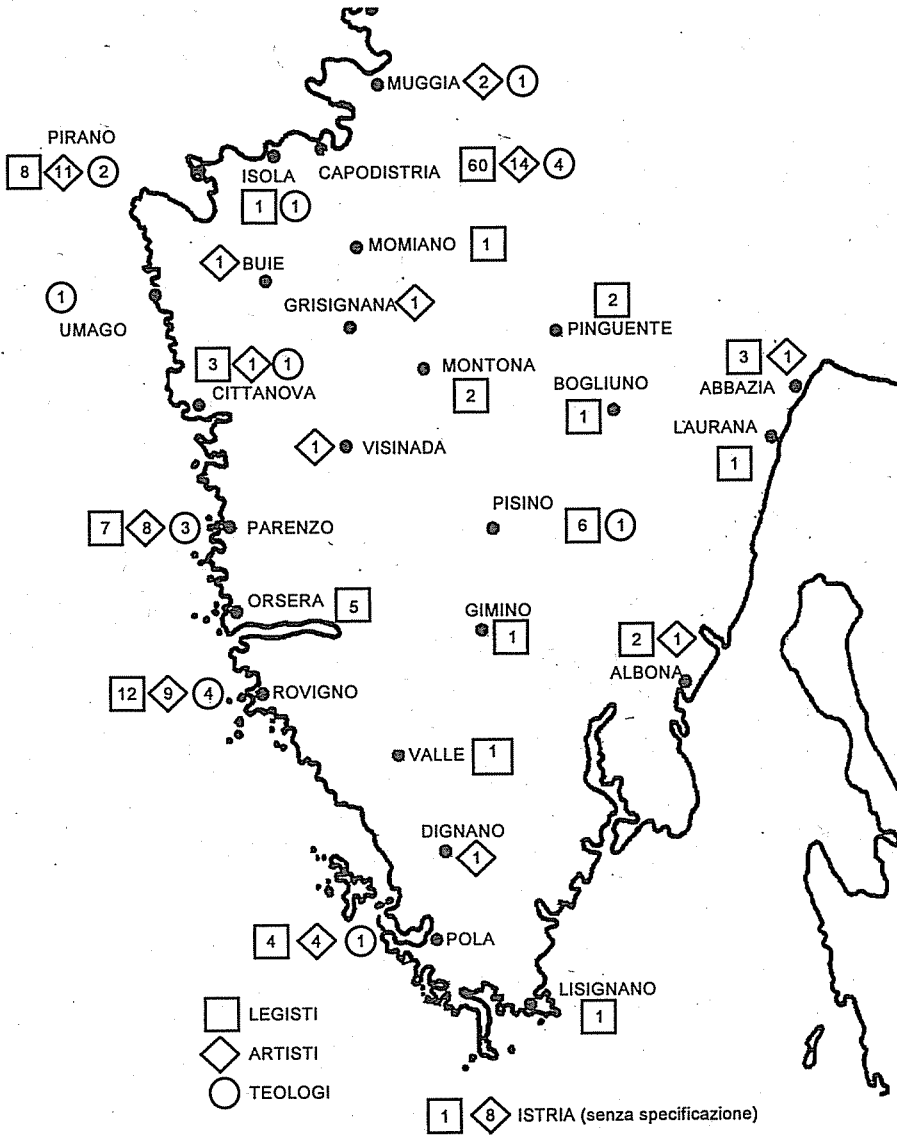 MUGGIA 2 1
PIRANO
8 11 2
ISOLA
1 1
CAPODISTRIA 60 14 4
MOMIANO 1
1 BUIE
GRISIGNANA 1
1
UMAGO
2
PINGUENTE
3 1 1
CITTANOVA
MONTONA
2
BOGLIUNO
1
3 1
ABBAZIA
LAURANA
1
1 VISINADA
7 8 3 PARENZO
PISINO 6 1
ORSERA 5
GIMINO
1
2 1
ALBONA
12 9 4 ROVIGNO
VALLE 1
DIGNANO
1
4 4 1 POLA
LISIGNANO
1
LEGISTI
ARTISTI
TEOLOGI
1 8 ISTRIA (senza specificazione)